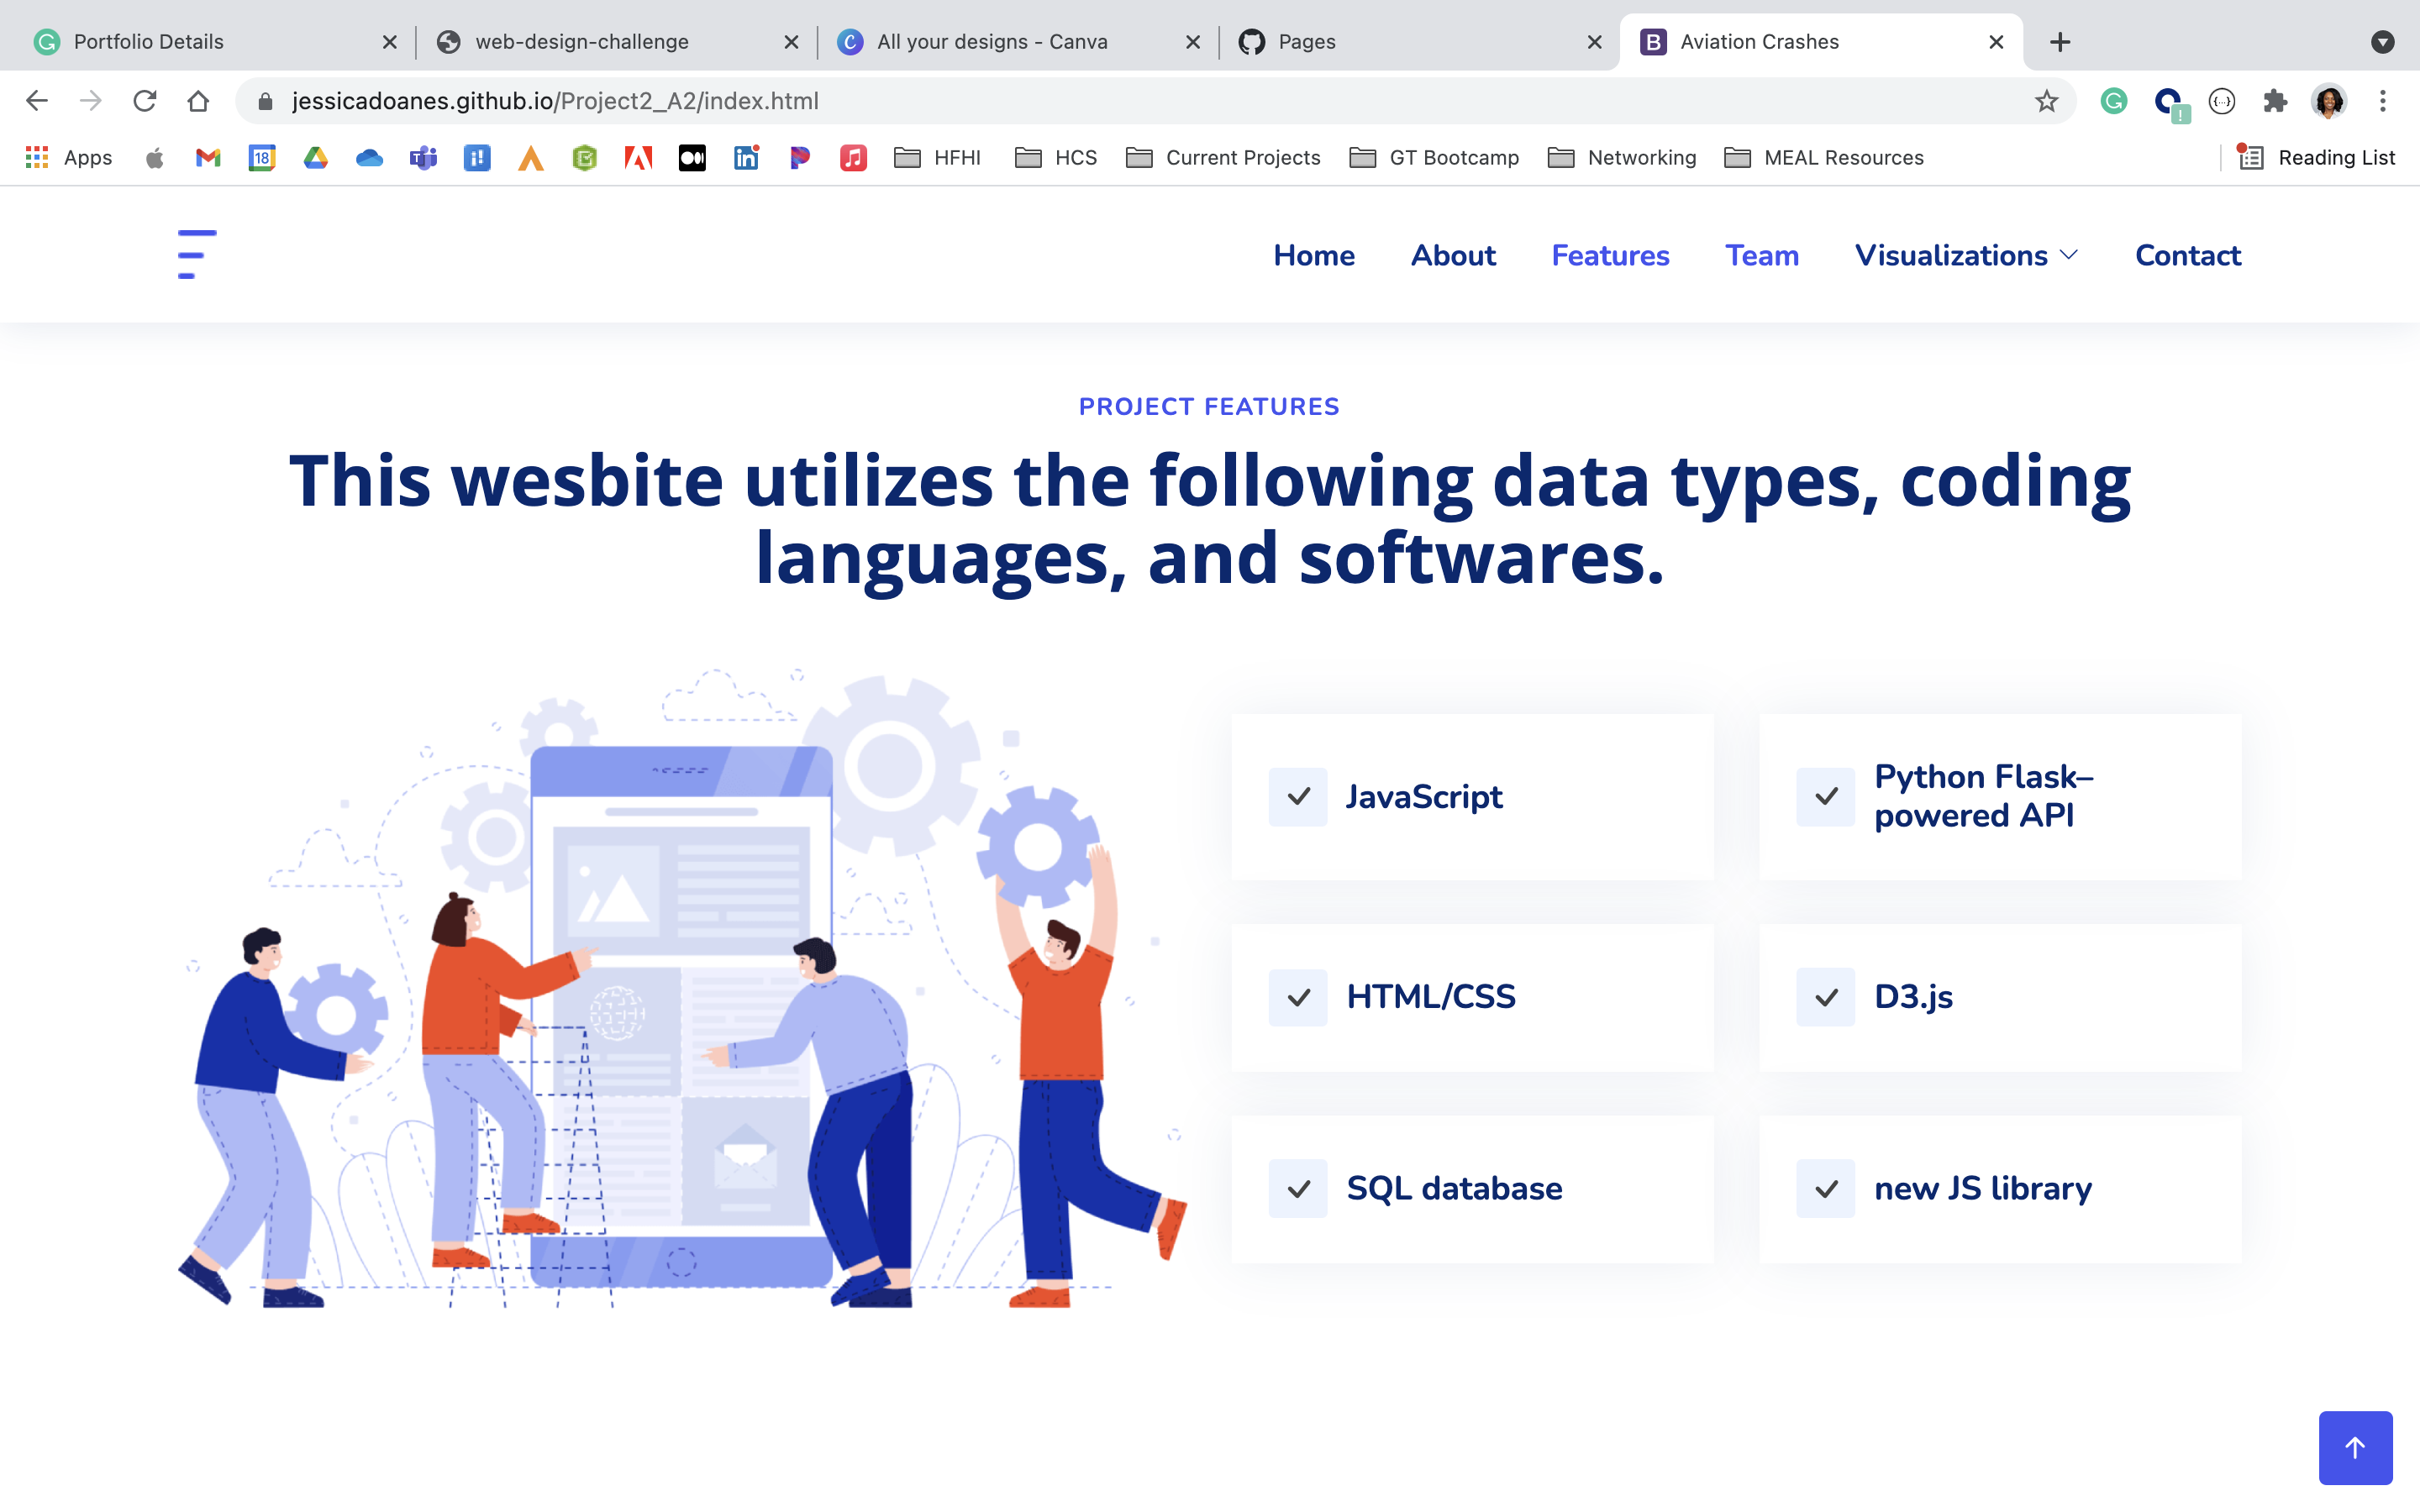 Portfolio Details
web-design-challenge
All your designs - Canva
Pages
Aviation Crashes
jessicadoanes.github.io/Project2_A2/index.html
Apps
18
HFHI
HCS
Current Projects
GT Bootcamp
Networking
MEAL Resources
Reading List
Home
About
Features
Team
Visualizations
Contact
PROJECT FEATURES
This wesbite utilizes the following data types, coding
languages, and softwares.
JavaScript
Python Flask–
powered API
HTML/CSS
D3.js
SQL database
new JS library